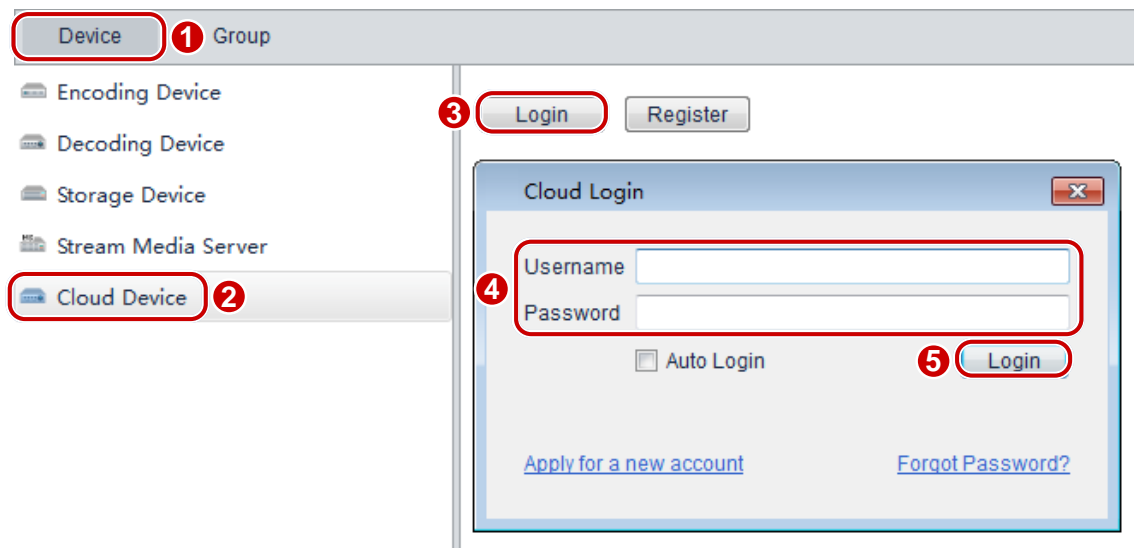 Device 1 Group
Encoding Device
Decoding Device
Storage Device
Stream Media Server
Cloud Device 2
3 Login Register
Cloud Login
4
Username
Password
Auto Login 5 Login
Apply for a new account Forgot Password?